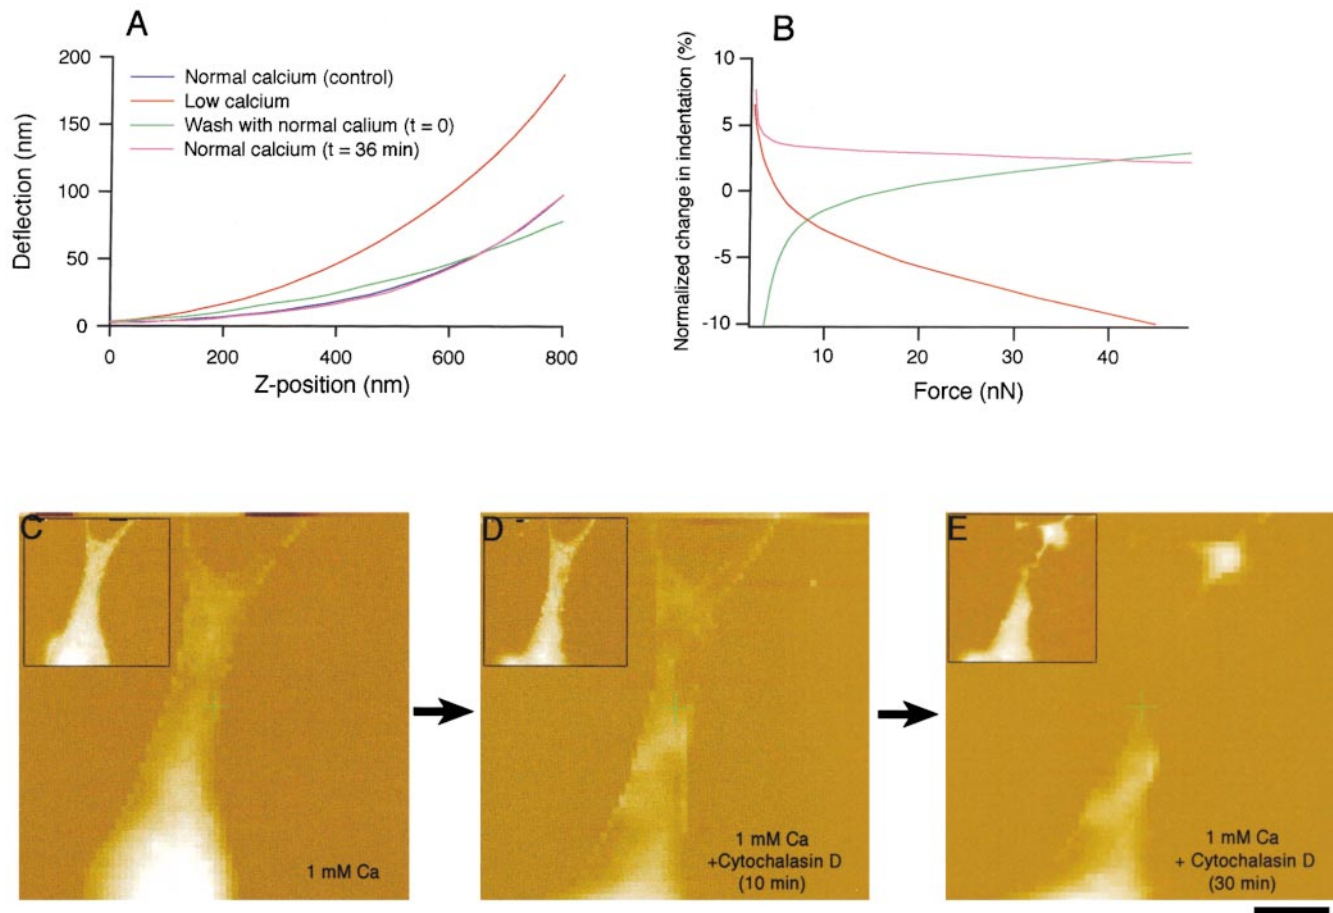 A
Deflection (nm)
200
150
100
50
0
Normal calcium (control)
Low calcium
Wash with normal calium (t = 0)
Normal calcium (t = 36 min)
0
200
400
600
800
Z-position (nm)
B
Normalized change in indentation (%)
10
5
0
-5
-10
10
20
30
40
Force (nN)
C
1 mM Ca
D
1 mM Ca
+Cytochalasin D
(10 min)
E
1 mM Ca
+ Cytochalasin D
(30 min)